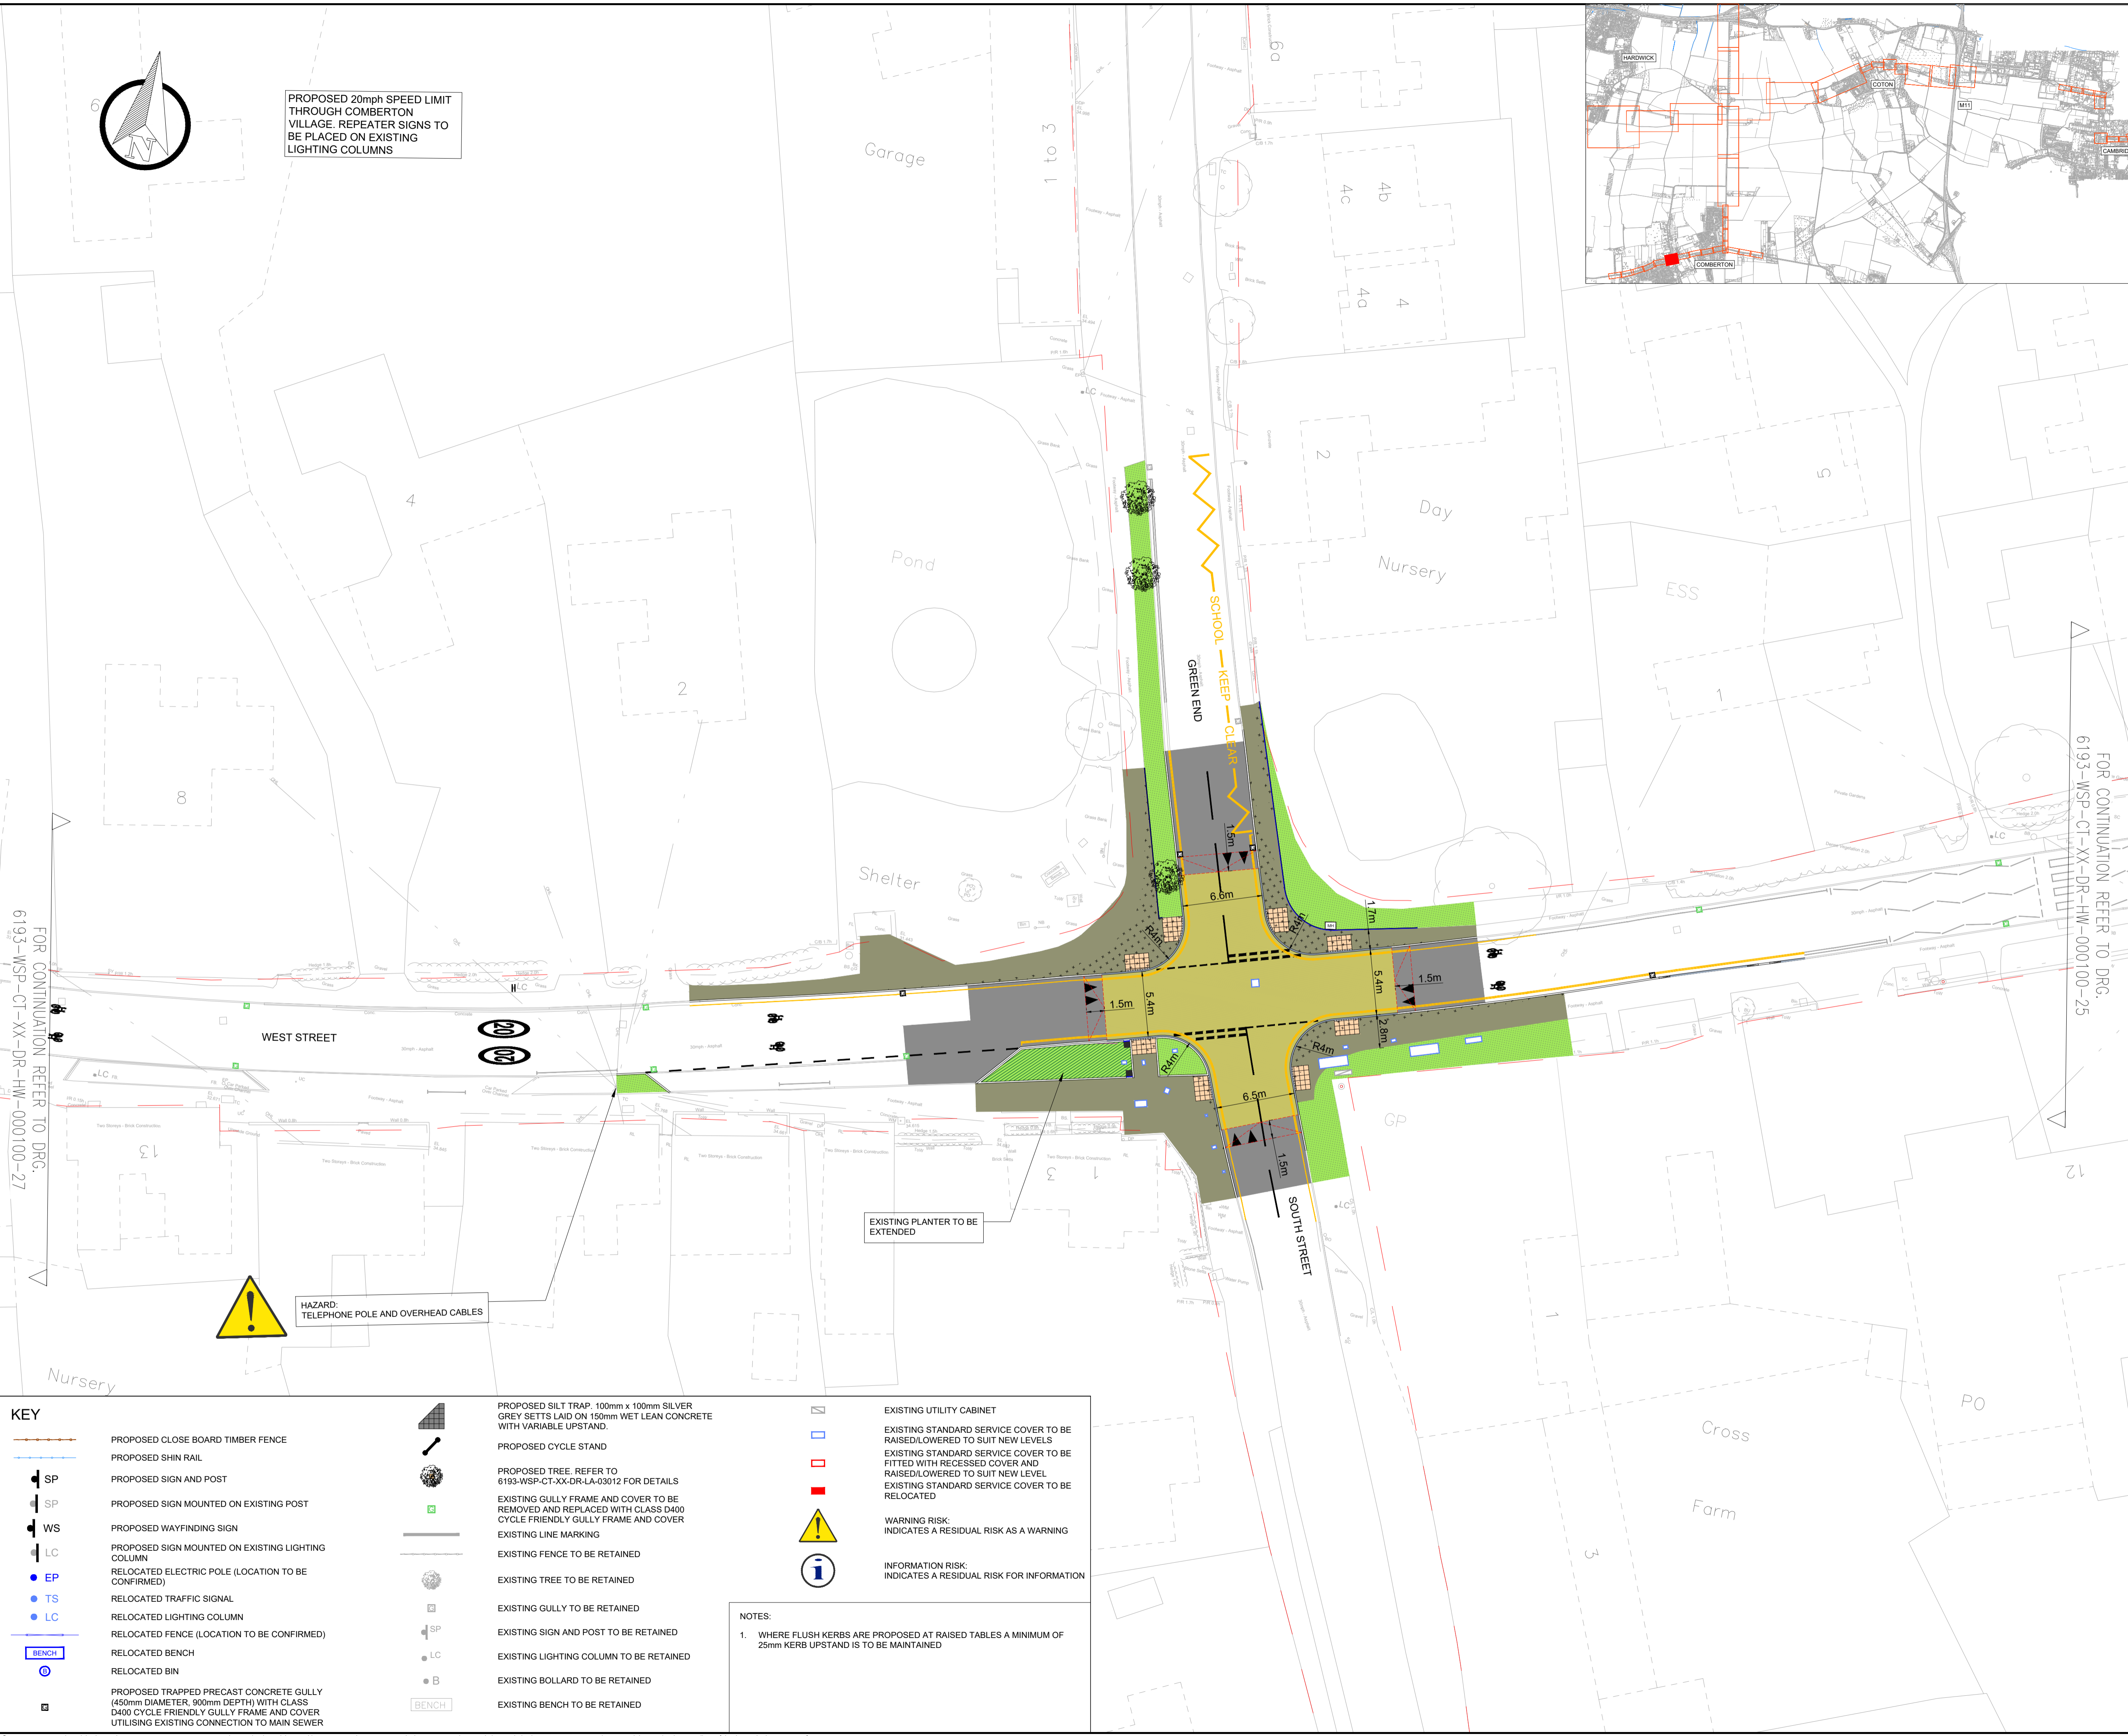 PROPOSED 20mph SPEED LIMIT
THROUGH COMBERTON
VILLAGE. REPEATER SIGNS TO
BE PLACED ON EXISTING
LIGHTING COLUMNS
N
HARDWICK
COTON
M11
CAMBRID
COMBERTON
6
Garage
1 to 3
6a
4c
4b
4a
4
4
2
8
Pond
2
Day
Nursery
5
ESS
1
SCHOOL
KEEP
CLEAR
GREEN END
Shelter
1.5m
6.6m
R4m
R4m
1.7m
5.4m
1.5m
1.5m
5.4m
2.8m
R4m
R4m
6.5m
1.5m
WEST STREET
20
20
LC
LC
LC
LC
LC
SOUTH STREET
GP
13
3
1
12
1
3
PO
Cross
Farm
Nursery
FOR CONTINUATION REFER TO DRG.
6193-WSP-CT-XX-DR-HW-000100-27
FOR CONTINUATION REFER TO DRG.
6193-WSP-CT-XX-DR-HW-000100-25
EXISTING PLANTER TO BE
EXTENDED
HAZARD:
TELEPHONE POLE AND OVERHEAD CABLES
KEY
PROPOSED CLOSE BOARD TIMBER FENCE
PROPOSED SHIN RAIL
SP
PROPOSED SIGN AND POST
SP
PROPOSED SIGN MOUNTED ON EXISTING POST
WS
PROPOSED WAYFINDING SIGN
LC
PROPOSED SIGN MOUNTED ON EXISTING LIGHTING
COLUMN
EP
RELOCATED ELECTRIC POLE (LOCATION TO BE
CONFIRMED)
TS
RELOCATED TRAFFIC SIGNAL
LC
RELOCATED LIGHTING COLUMN
RELOCATED FENCE (LOCATION TO BE CONFIRMED)
BENCH
RELOCATED BENCH
B
RELOCATED BIN
PROPOSED TRAPPED PRECAST CONCRETE GULLY
(450mm DIAMETER, 900mm DEPTH) WITH CLASS
D400 CYCLE FRIENDLY GULLY FRAME AND COVER
UTILISING EXISTING CONNECTION TO MAIN SEWER
PROPOSED SILT TRAP. 100mm x 100mm SILVER
GREY SETTS LAID ON 150mm WET LEAN CONCRETE
WITH VARIABLE UPSTAND.
PROPOSED CYCLE STAND
PROPOSED TREE. REFER TO
6193-WSP-CT-XX-DR-LA-03012 FOR DETAILS
EXISTING GULLY FRAME AND COVER TO BE
REMOVED AND REPLACED WITH CLASS D400
CYCLE FRIENDLY GULLY FRAME AND COVER
EXISTING LINE MARKING
EXISTING FENCE TO BE RETAINED
EXISTING TREE TO BE RETAINED
EXISTING GULLY TO BE RETAINED
SP
EXISTING SIGN AND POST TO BE RETAINED
LC
EXISTING LIGHTING COLUMN TO BE RETAINED
B
EXISTING BOLLARD TO BE RETAINED
BENCH
EXISTING BENCH TO BE RETAINED
EXISTING UTILITY CABINET
EXISTING STANDARD SERVICE COVER TO BE
RAISED/LOWERED TO SUIT NEW LEVELS
EXISTING STANDARD SERVICE COVER TO BE
FITTED WITH RECESSED COVER AND
RAISED/LOWERED TO SUIT NEW LEVEL
EXISTING STANDARD SERVICE COVER TO BE
RELOCATED
WARNING RISK:
INDICATES A RESIDUAL RISK AS A WARNING
INFORMATION RISK:
INDICATES A RESIDUAL RISK FOR INFORMATION
NOTES:
1. WHERE FLUSH KERBS ARE PROPOSED AT RAISED TABLES A MINIMUM OF
25mm KERB UPSTAND IS TO BE MAINTAINED